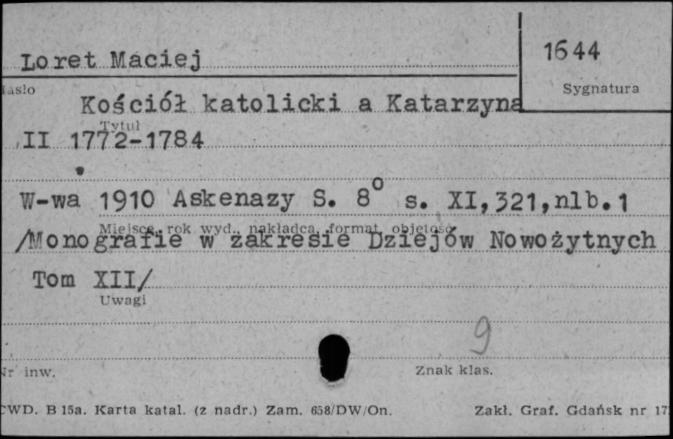 Loret Maciej
1644
Sygnatura
Kościół katolicki a Katarzyna
Tytuł
II 1772-1784
W-wa 1910 Askenazy S. 8° s. XI,321,nlb.1
Miejsce, rok wyd., nakładca, format, objętość
/Monografie w zakresie Dziejów Nowożytnych
Tom XII/
Uwagi
9
Nr inw.
Znak klas.
CWD. B 15a. Karta katal. (z nadr.) Zam. 658/DW/On.
Zakł. Graf. Gdańsk nr 17